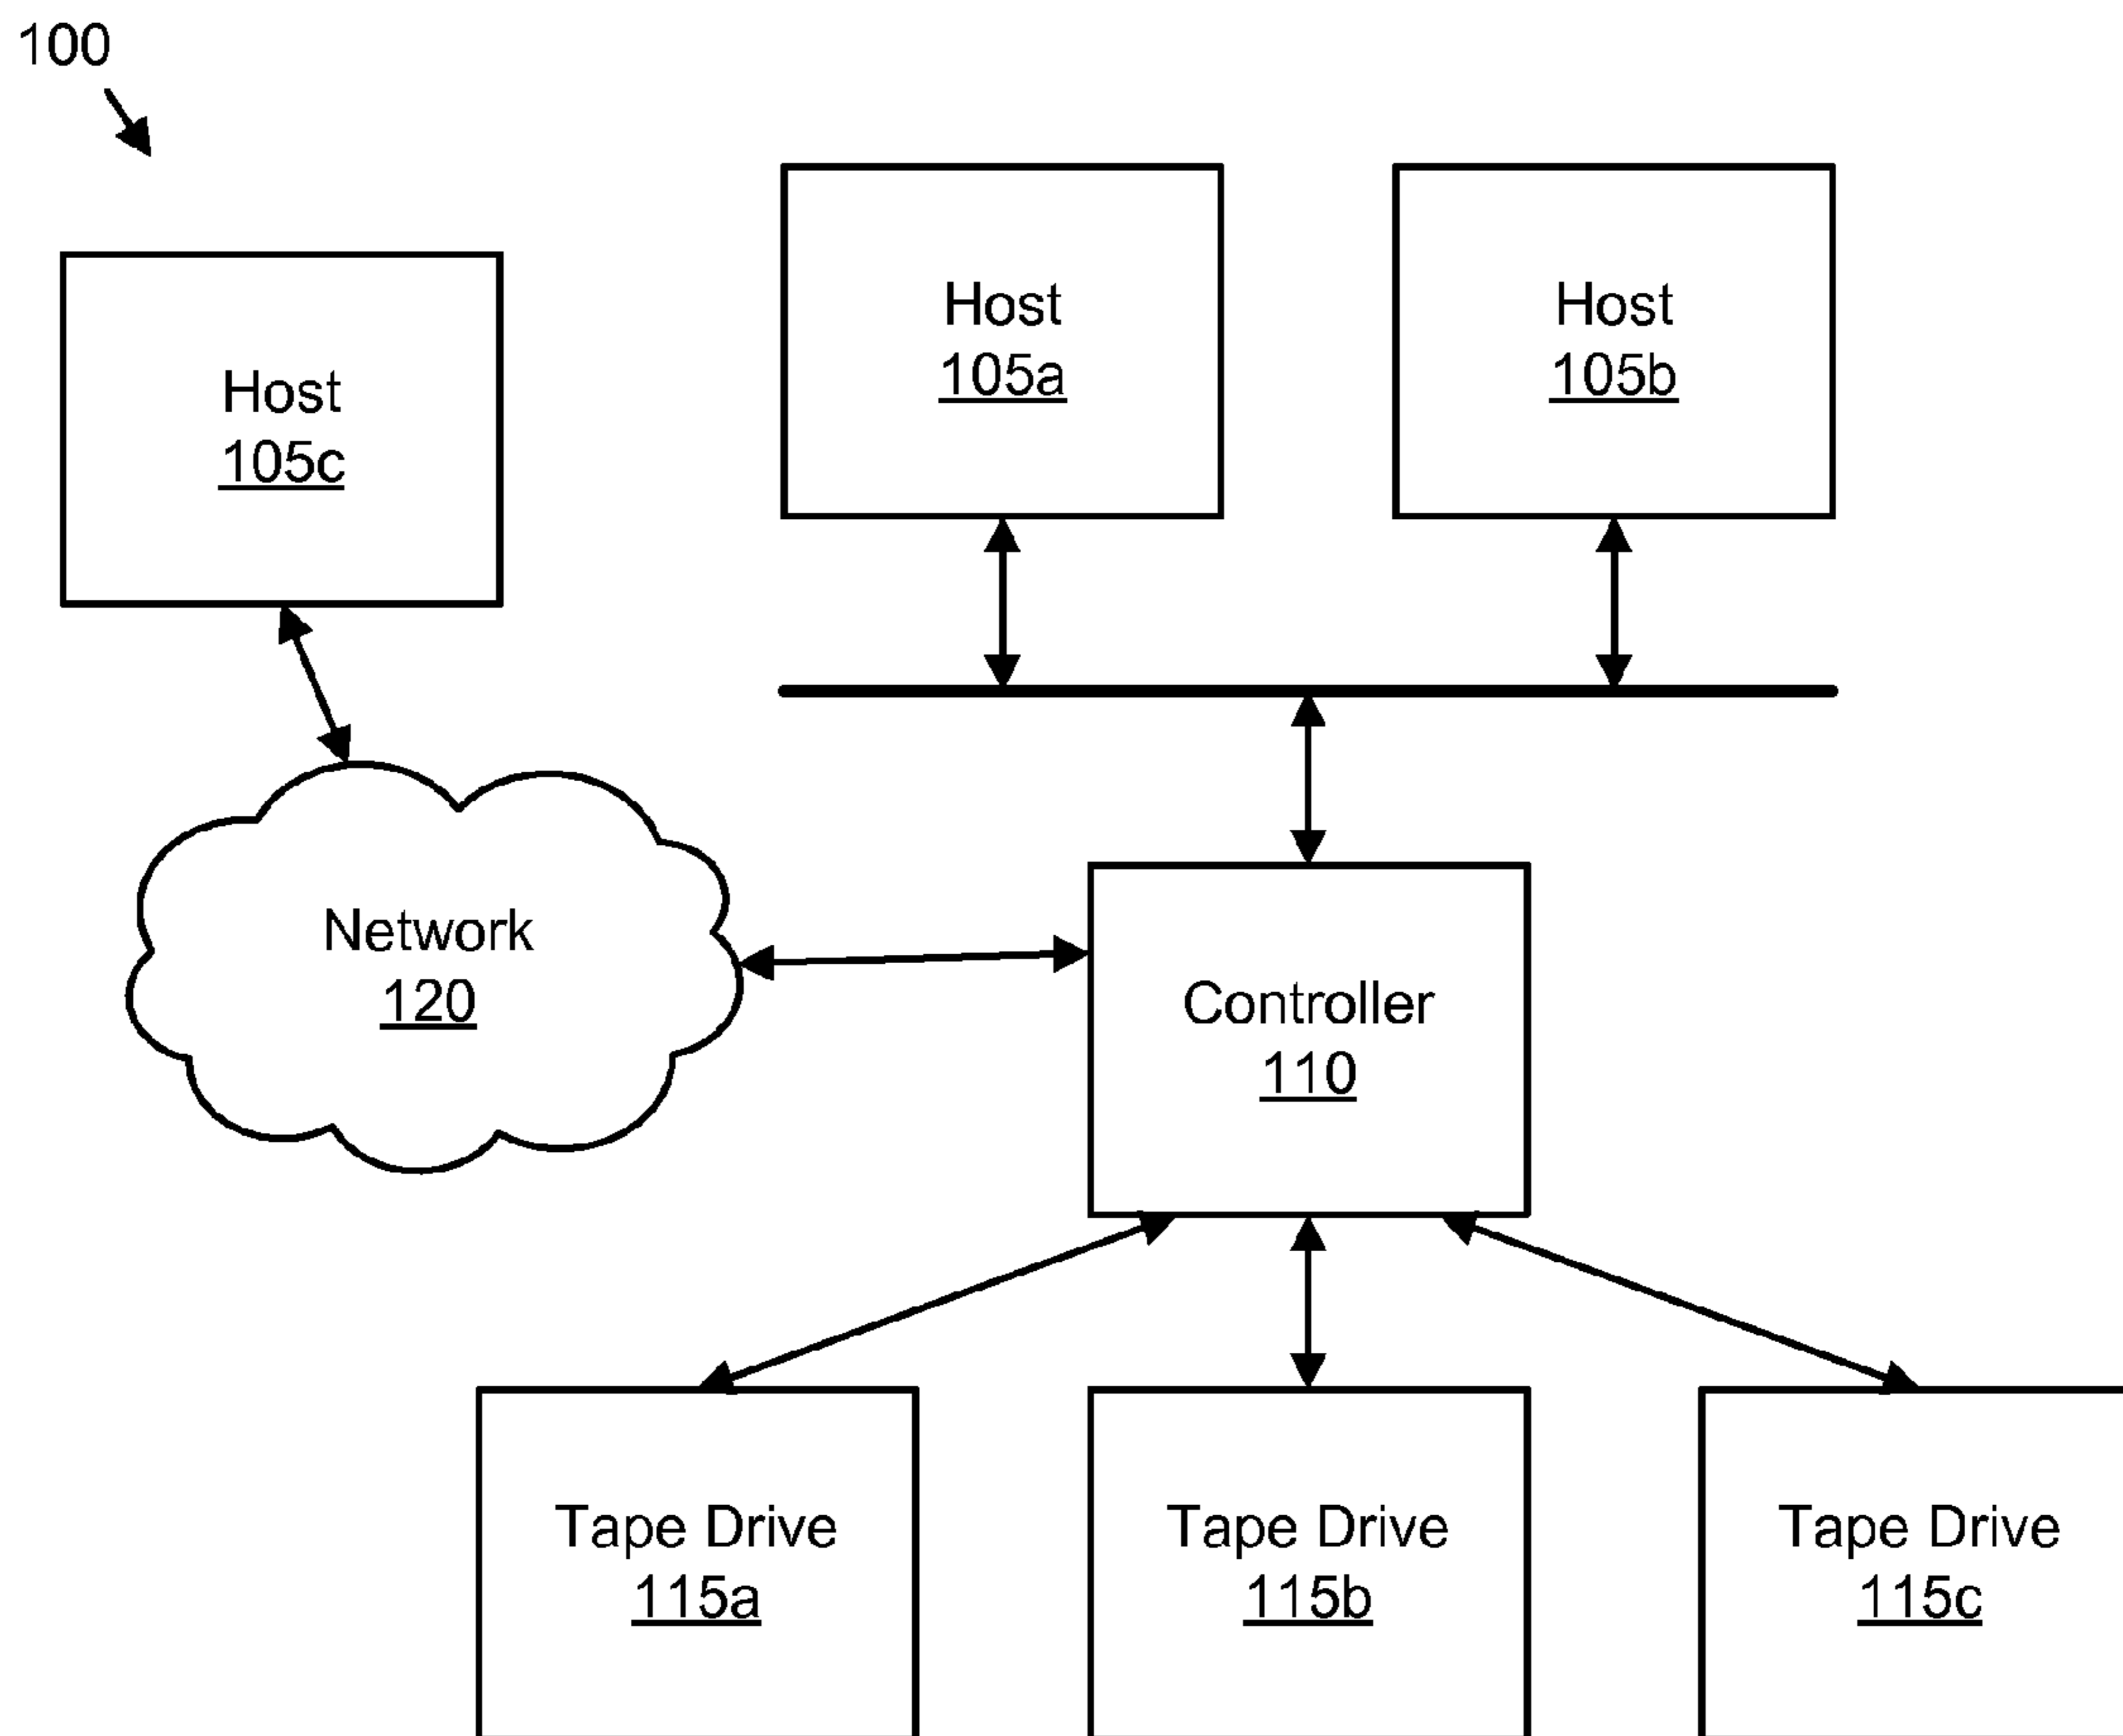 100
Host
105a
Host
105b
Host
105c
Network
120
Controller
110
Tape Drive
115a
Tape Drive
115b
Tape Drive
115c